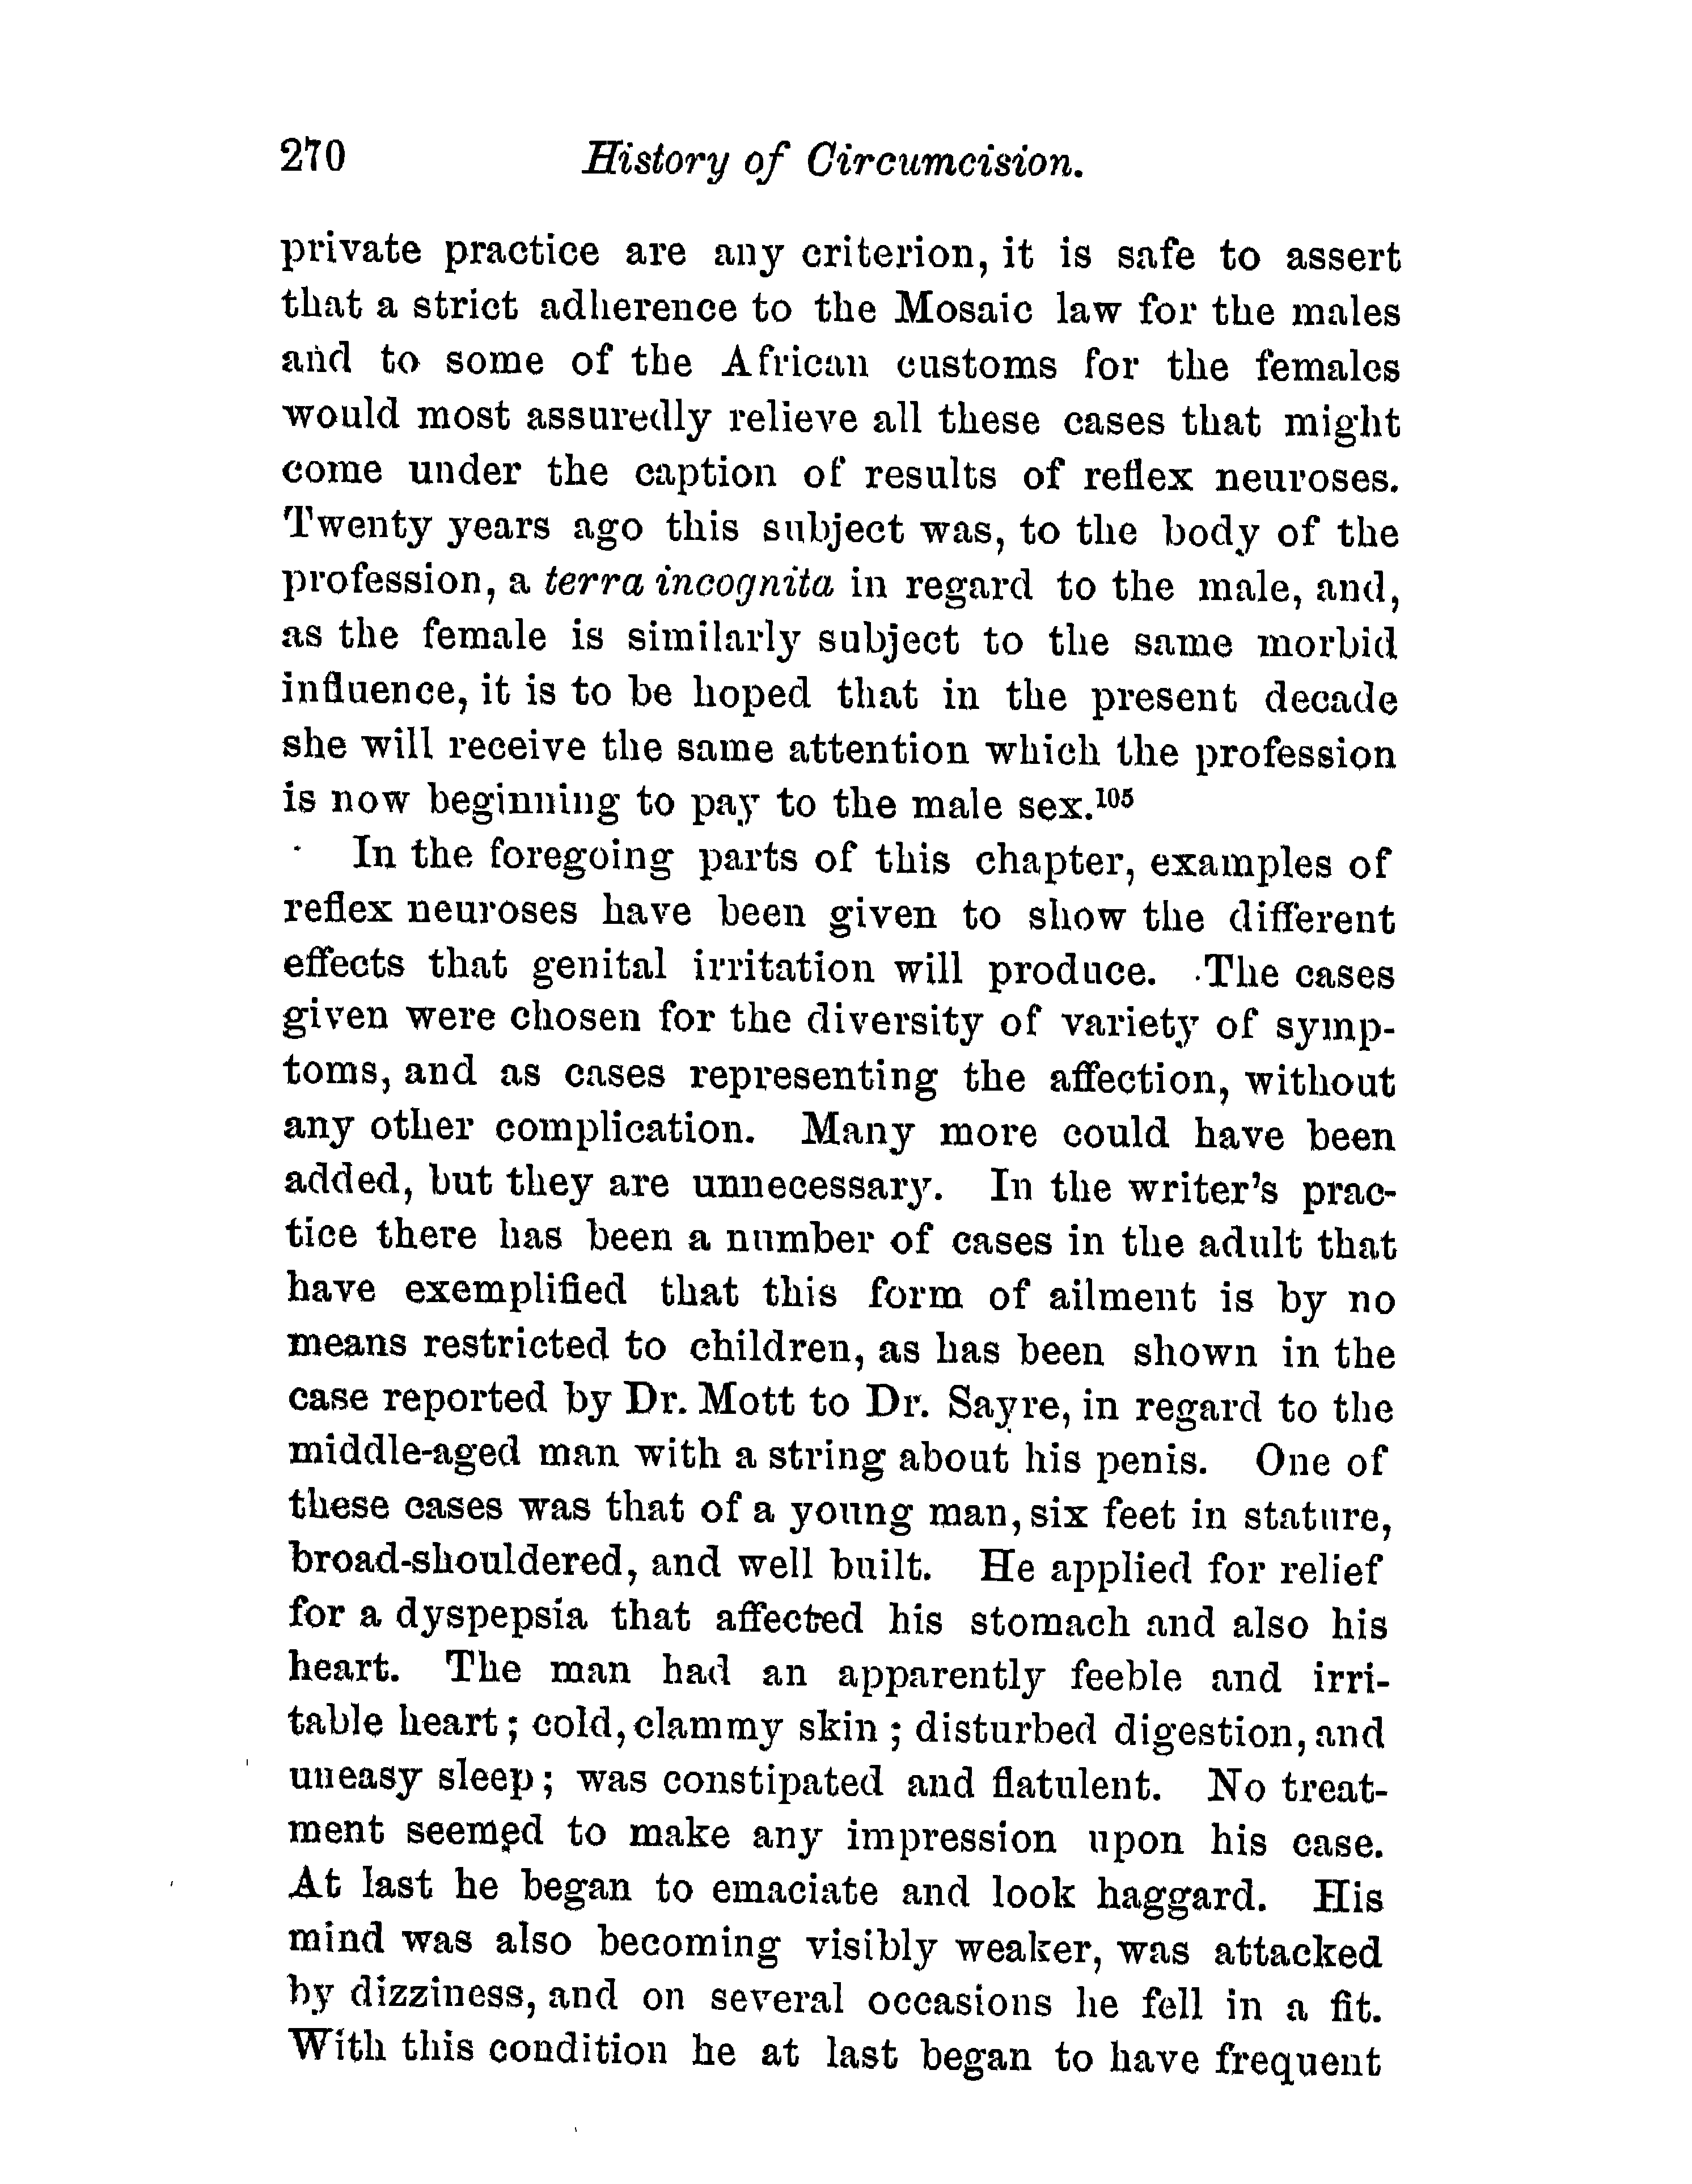 270 History of Circumcision.
private practice are any criterion, it is safe to assert
that a strict adherence to the Mosaic law for the males
and to some of the African customs for the females
would most assuredly relieve all these cases that might
come under the caption of results of reflex neuroses.
Twenty years ago this subject was, to the body of the
profession, a terra incognita in regard to the male, and,
as the female is similarly subject to the same morbid
influence, it is to be hoped that in the present decade
she will receive the same attention which the profession
is now beginning to pay to the male sex.¹⁰⁵
In the foregoing parts of this chapter, examples of
reflex neuroses have been given to show the different
effects that genital irritation will produce. The cases
given were chosen for the diversity of variety of symp-
toms, and as cases representing the affection, without
any other complication. Many more could have been
added, but they are unnecessary. In the writer's prac-
tice there has been a number of cases in the adult that
have exemplified that this form of ailment is by no
means restricted to children, as has been shown in the
case reported by Dr. Mott to Dr. Sayre, in regard to the
middle-aged man with a string about his penis. One of
these cases was that of a young man, six feet in stature,
broad-shouldered, and well built. He applied for relief
for a dyspepsia that affected his stomach and also his
heart. The man had an apparently feeble and irri-
table heart; cold, clammy skin; disturbed digestion, and
uneasy sleep; was constipated and flatulent. No treat-
ment seemed to make any impression upon his case.
At last he began to emaciate and look haggard. His
mind was also becoming visibly weaker, was attacked
by dizziness, and on several occasions he fell in a fit.
With this condition he at last began to have frequent